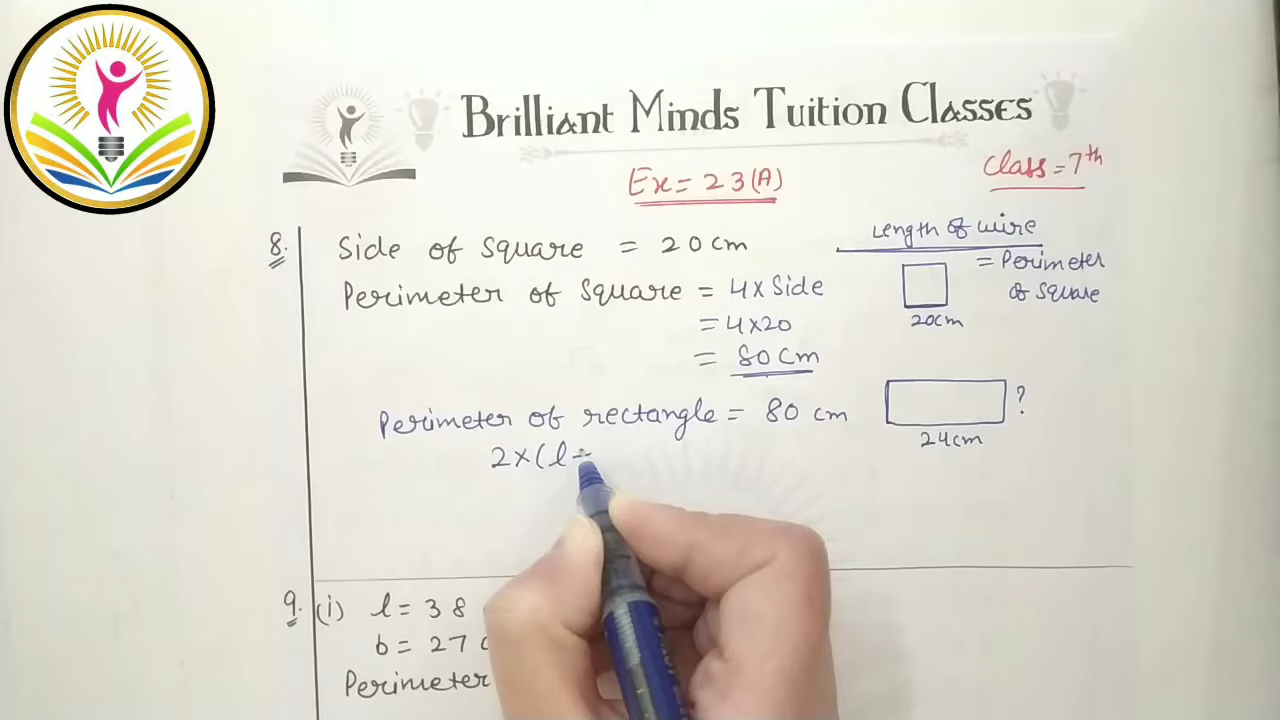 Brilliant Minds Tuition Classes
Ex = 23(A)
Class = 7th
8. Side of square = 20 cm
Perimeter of square = 4 x Side
= 4 x 20
= 80 cm
Length of wire
= Perimeter
of square
20cm
Perimeter of rectangle = 80 cm
?
24cm
2 x ( l +
9. (i) l = 38
b = 27 c
Perimeter